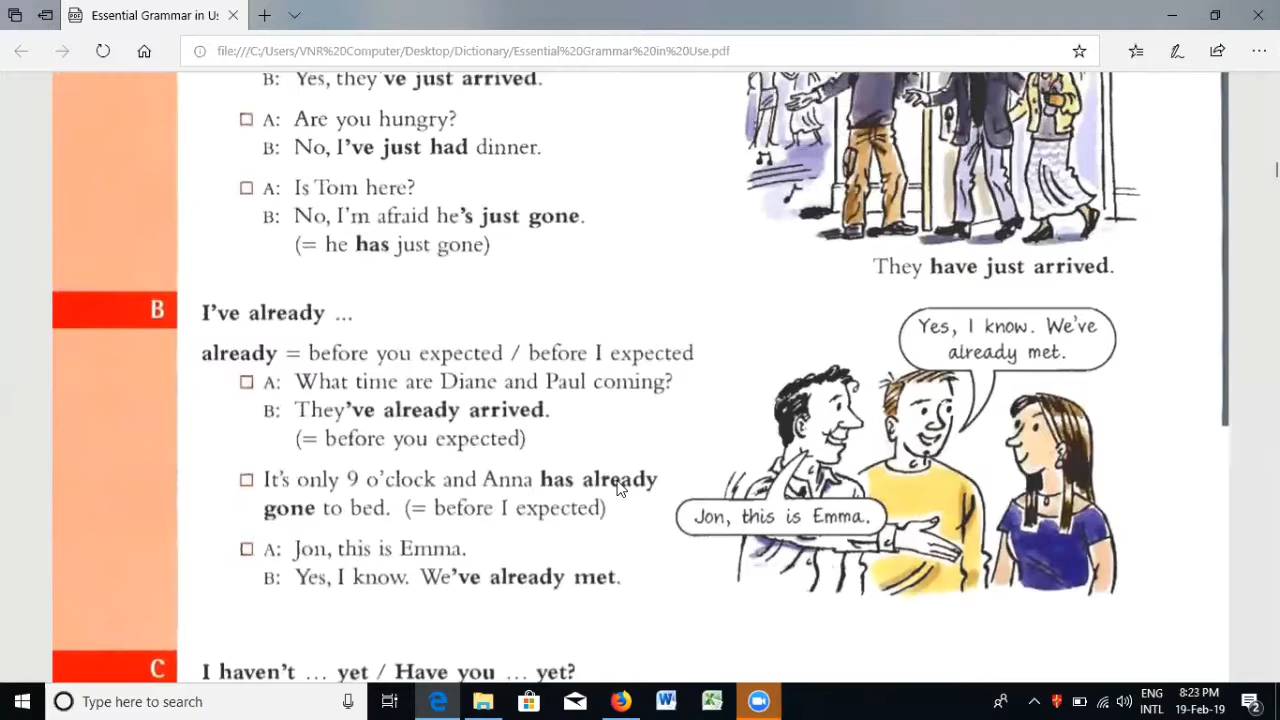 Essential Grammar in Us
file:///C:/Users/VNR%20Computer/Desktop/Dictionary/Essential%20Grammar%20in%20Use.pdf
B: Yes, they've just arrived.
A: Are you hungry?
B: No, I've just had dinner.
A: Is Tom here?
B: No, I'm afraid he's just gone.
(= he has just gone)
They have just arrived.
B
I've already ...
already = before you expected / before I expected
A: What time are Diane and Paul coming?
B: They've already arrived.
(= before you expected)
It's only 9 o'clock and Anna has already
gone to bed. (= before I expected)
A: Jon, this is Emma.
B: Yes, I know. We've already met.
Yes, I know. We've
already met.
Jon, this is Emma.
C
I haven't ... yet / Have you ... yet?
Type here to search
ENG
INTL
8:23 PM
19-Feb-19
2